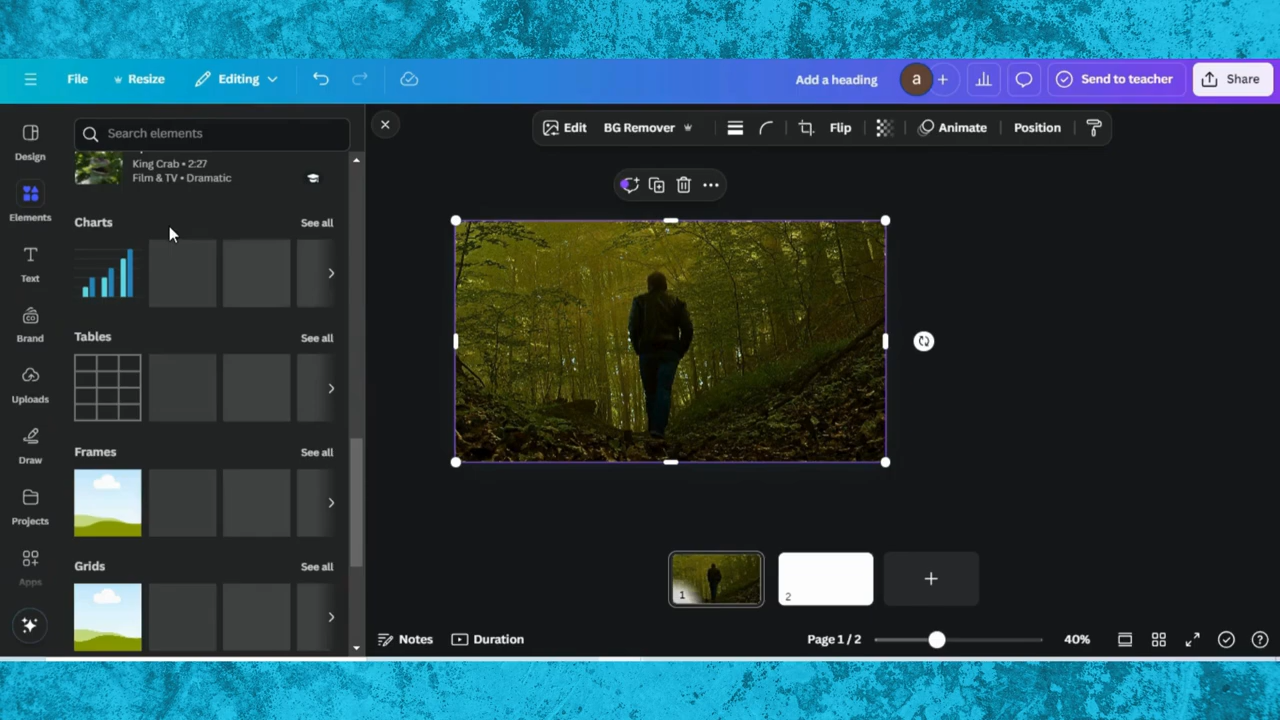 File
Resize
Editing
Add a heading
a
+
Send to teacher
Share
Design
Elements
Text
Brand
Uploads
Draw
Projects
Apps
Search elements
King Crab • 2:27
Film & TV • Dramatic
Charts
See all
Tables
See all
Frames
See all
Grids
See all
Edit
BG Remover
Flip
Animate
Position
1
2
+
Notes
Duration
Page 1 / 2
40%